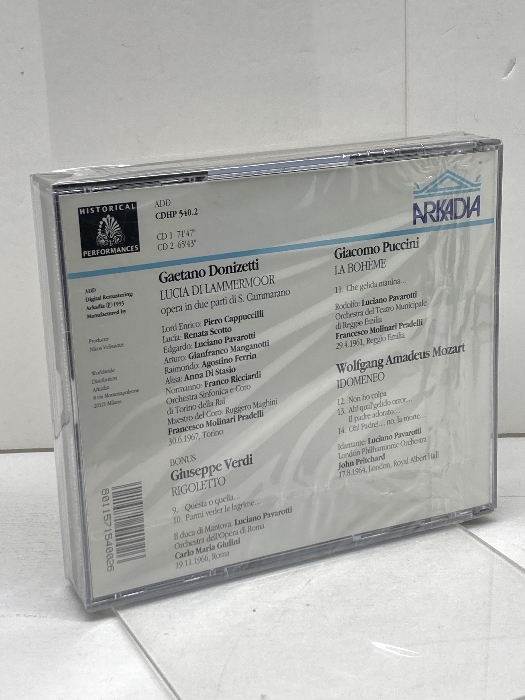 HISTORICAL
PERFORMANCES
ADD
CDHP 540.2
CD 1 71'47"
CD 2 65'43"
ARKADIA
ADD
Digital Remastering
Arkadia ℗ 1993
Manufactured by
Producer
Worldwide
Distribution
Arkadia
20121 Milano
8011571540026
Gaetano Donizetti
LUCIA DI LAMMERMOOR
opera in due parti di S. Cammarano
Lord Enrico: Piero Cappuccilli
Lucia: Renata Scotto
Edgardo: Luciano Pavarotti
Arturo: Gianfranco Manganotti
Raimondo: Agostino Ferrin
Alisa: Anna Di Stasio
Normanno: Franco Ricciardi
Orchestra Sinfonica e Coro
di Torino della Rai
Maestro del Coro: Ruggero Maghini
Francesco Molinari Pradelli
30.6.1967, Torino
BONUS
Giuseppe Verdi
RIGOLETTO
9. Questa o quella...
10. Parmi veder le lagrime...
Il duca di Mantova: Luciano Pavarotti
Orchestra dell'Opera di Roma
Carlo Maria Giulini
19.11.1966, Roma
Giacomo Puccini
LA BOHÈME
11. Che gelida manina...
Rodolfo: Luciano Pavarotti
Orchestra del Teatro Municipale
di Reggio Emilia
Francesco Molinari Pradelli
29.4.1961, Reggio Emilia
Wolfgang Amadeus Mozart
IDOMENEO
12. Non ho colpa
13. Ah! qual gelido orror...
Il padre adorato...
14. Oh! Padre!... no, la morte...
Idamante: Luciano Pavarotti
London Philharmonic Orchestra
John Pritchard
17.8.1964, London, Royal Albert Hall